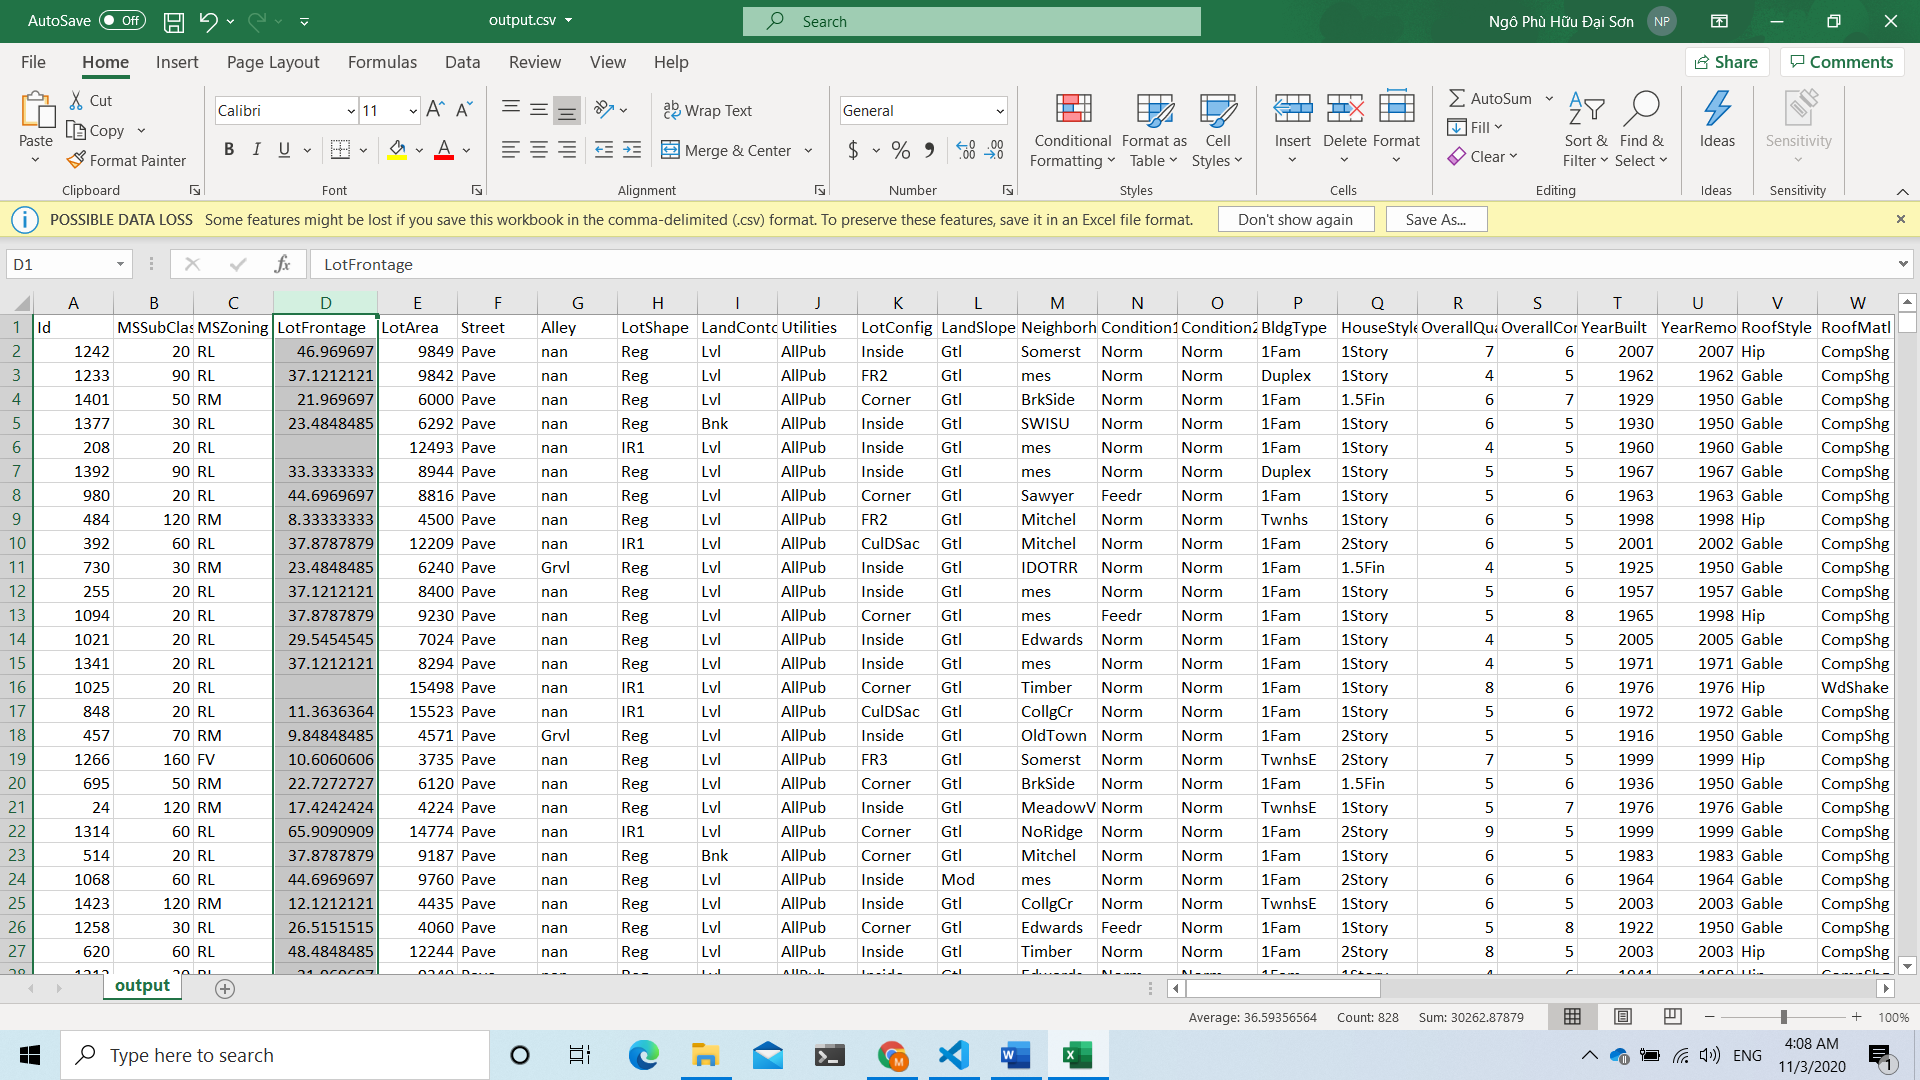 AutoSave Off output.csv Search Ngô Phù Hữu Đại Sơn NP
File Home Insert Page Layout Formulas Data Review View Help Share Comments
Paste Cut Copy Format Painter Clipboard
Calibri 11 B I U A Font
Wrap Text Merge & Center Alignment
General $ % Number
Conditional Formatting Format as Table Cell Styles Styles
Insert Delete Format Cells
AutoSum Fill Clear Sort & Filter Find & Select Editing
Ideas Ideas
Sensitivity Sensitivity
POSSIBLE DATA LOSS Some features might be lost if you save this workbook in the comma-delimited (.csv) format. To preserve these features, save it in an Excel file format. Don't show again Save As...
D1 fx LotFrontage
A B C D E F G H I J K L M N O P Q R S T U V W
1 Id MSSubClas MSZoning LotFrontage LotArea Street Alley LotShape LandConto Utilities LotConfig LandSlope Neighborh Condition1 Condition2 BldgType HouseStyle OverallQua OverallCon YearBuilt YearRemo RoofStyle RoofMatl
2 1242 20 RL 46.969697 9849 Pave nan Reg Lvl AllPub Inside Gtl Somerst Norm Norm 1Fam 1Story 7 6 2007 2007 Hip CompShg
3 1233 90 RL 37.1212121 9842 Pave nan Reg Lvl AllPub FR2 Gtl mes Norm Norm Duplex 1Story 4 5 1962 1962 Gable CompShg
4 1401 50 RM 21.969697 6000 Pave nan Reg Lvl AllPub Corner Gtl BrkSide Norm Norm 1Fam 1.5Fin 6 7 1929 1950 Gable CompShg
5 1377 30 RL 23.4848485 6292 Pave nan Reg Bnk AllPub Inside Gtl SWISU Norm Norm 1Fam 1Story 6 5 1930 1950 Gable CompShg
6 208 20 RL 12493 Pave nan IR1 Lvl AllPub Inside Gtl mes Norm Norm 1Fam 1Story 4 5 1960 1960 Gable CompShg
7 1392 90 RL 33.3333333 8944 Pave nan Reg Lvl AllPub Inside Gtl mes Norm Norm Duplex 1Story 5 5 1967 1967 Gable CompShg
8 980 20 RL 44.6969697 8816 Pave nan Reg Lvl AllPub Corner Gtl Sawyer Feedr Norm 1Fam 1Story 5 6 1963 1963 Gable CompShg
9 484 120 RM 8.33333333 4500 Pave nan Reg Lvl AllPub FR2 Gtl Mitchel Norm Norm Twnhs 1Story 6 5 1998 1998 Hip CompShg
10 392 60 RL 37.8787879 12209 Pave nan IR1 Lvl AllPub CulDSac Gtl Mitchel Norm Norm 1Fam 2Story 6 5 2001 2002 Gable CompShg
11 730 30 RM 23.4848485 6240 Pave Grvl Reg Lvl AllPub Inside Gtl IDOTRR Norm Norm 1Fam 1.5Fin 4 5 1925 1950 Gable CompShg
12 255 20 RL 37.1212121 8400 Pave nan Reg Lvl AllPub Inside Gtl mes Norm Norm 1Fam 1Story 5 6 1957 1957 Gable CompShg
13 1094 20 RL 37.8787879 9230 Pave nan Reg Lvl AllPub Corner Gtl mes Feedr Norm 1Fam 1Story 5 8 1965 1998 Hip CompShg
14 1021 20 RL 29.5454545 7024 Pave nan Reg Lvl AllPub Inside Gtl Edwards Norm Norm 1Fam 1Story 4 5 2005 2005 Gable CompShg
15 1341 20 RL 37.1212121 8294 Pave nan Reg Lvl AllPub Inside Gtl mes Norm Norm 1Fam 1Story 4 5 1971 1971 Gable CompShg
16 1025 20 RL 15498 Pave nan IR1 Lvl AllPub Corner Gtl Timber Norm Norm 1Fam 1Story 8 6 1976 1976 Hip WdShake
17 848 20 RL 11.3636364 15523 Pave nan IR1 Lvl AllPub CulDSac Gtl CollgCr Norm Norm 1Fam 1Story 5 6 1972 1972 Gable CompShg
18 457 70 RM 9.84848485 4571 Pave Grvl Reg Lvl AllPub Inside Gtl OldTown Norm Norm 1Fam 2Story 5 5 1916 1950 Gable CompShg
19 1266 160 FV 10.6060606 3735 Pave nan Reg Lvl AllPub FR3 Gtl Somerst Norm Norm TwnhsE 2Story 7 5 1999 1999 Hip CompShg
20 695 50 RM 22.7272727 6120 Pave nan Reg Lvl AllPub Corner Gtl BrkSide Norm Norm 1Fam 1.5Fin 5 6 1936 1950 Gable CompShg
21 24 120 RM 17.4242424 4224 Pave nan Reg Lvl AllPub Inside Gtl MeadowV Norm Norm TwnhsE 1Story 5 7 1976 1976 Gable CompShg
22 1314 60 RL 65.9090909 14774 Pave nan IR1 Lvl AllPub Corner Gtl NoRidge Norm Norm 1Fam 2Story 9 5 1999 1999 Gable CompShg
23 514 20 RL 37.8787879 9187 Pave nan Reg Bnk AllPub Corner Gtl Mitchel Norm Norm 1Fam 1Story 6 5 1983 1983 Gable CompShg
24 1068 60 RL 44.6969697 9760 Pave nan Reg Lvl AllPub Inside Mod mes Norm Norm 1Fam 2Story 6 6 1964 1964 Gable CompShg
25 1423 120 RM 12.1212121 4435 Pave nan Reg Lvl AllPub Inside Gtl CollgCr Norm Norm TwnhsE 1Story 6 5 2003 2003 Gable CompShg
26 1258 30 RL 26.5151515 4060 Pave nan Reg Lvl AllPub Corner Gtl Edwards Feedr Norm 1Fam 1Story 5 8 1922 1950 Gable CompShg
27 620 60 RL 48.4848485 12244 Pave nan Reg Lvl AllPub Inside Gtl Timber Norm Norm 1Fam 2Story 8 5 2003 2003 Hip CompShg
output
Average: 36.59356564 Count: 828 Sum: 30262.87879 100%
Type here to search ENG 4:08 AM
11/3/2020 1